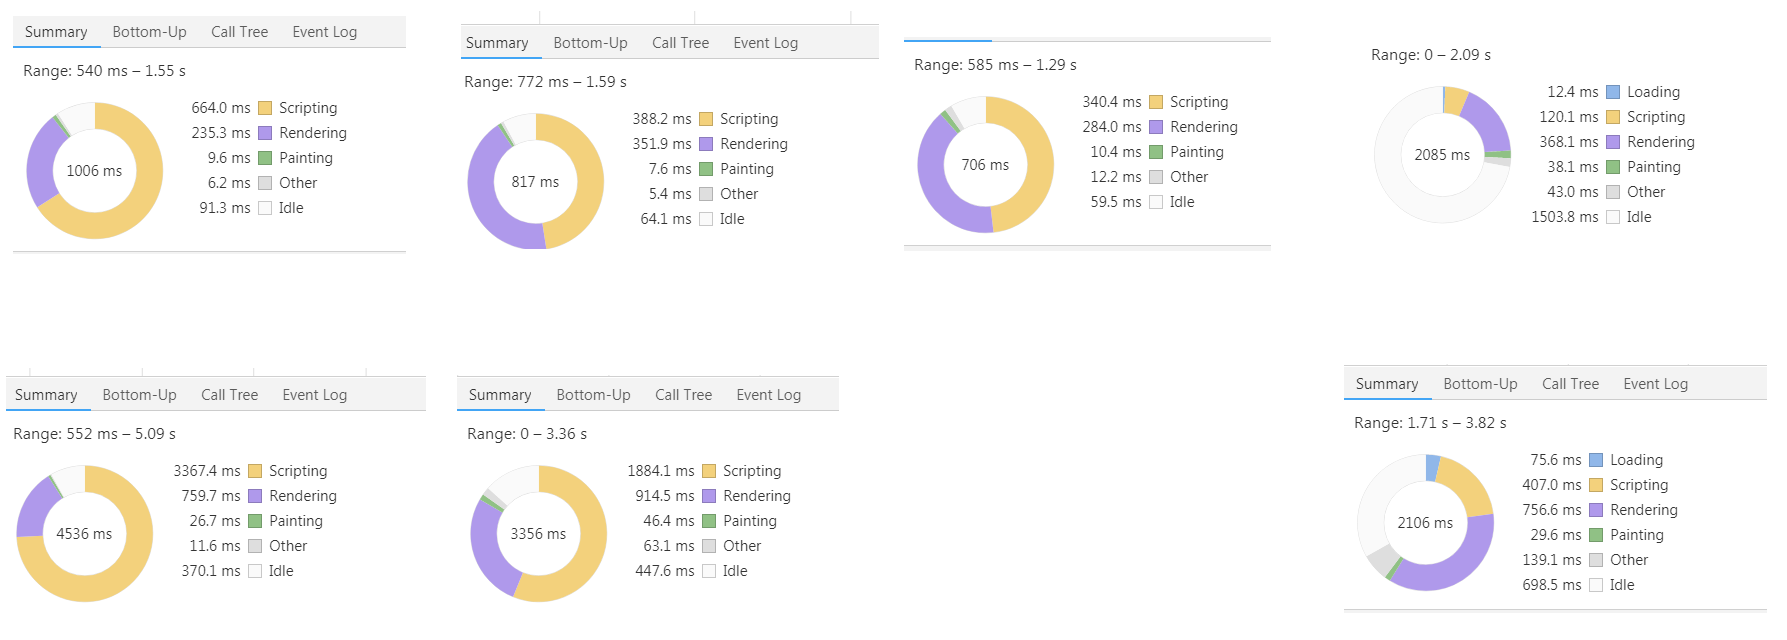 Summary Bottom-Up Call Tree Event Log
Range: 540 ms – 1.55 s
1006 ms
664.0 ms Scripting
235.3 ms Rendering
9.6 ms Painting
6.2 ms Other
91.3 ms Idle
Summary Bottom-Up Call Tree Event Log
Range: 772 ms – 1.59 s
817 ms
388.2 ms Scripting
351.9 ms Rendering
7.6 ms Painting
5.4 ms Other
64.1 ms Idle
Range: 585 ms – 1.29 s
706 ms
340.4 ms Scripting
284.0 ms Rendering
10.4 ms Painting
12.2 ms Other
59.5 ms Idle
Range: 0 – 2.09 s
2085 ms
12.4 ms Loading
120.1 ms Scripting
368.1 ms Rendering
38.1 ms Painting
43.0 ms Other
1503.8 ms Idle
Summary Bottom-Up Call Tree Event Log
Range: 552 ms – 5.09 s
4536 ms
3367.4 ms Scripting
759.7 ms Rendering
26.7 ms Painting
11.6 ms Other
370.1 ms Idle
Summary Bottom-Up Call Tree Event Log
Range: 0 – 3.36 s
3356 ms
1884.1 ms Scripting
914.5 ms Rendering
46.4 ms Painting
63.1 ms Other
447.6 ms Idle
Summary Bottom-Up Call Tree Event Log
Range: 1.71 s – 3.82 s
2106 ms
75.6 ms Loading
407.0 ms Scripting
756.6 ms Rendering
29.6 ms Painting
139.1 ms Other
698.5 ms Idle